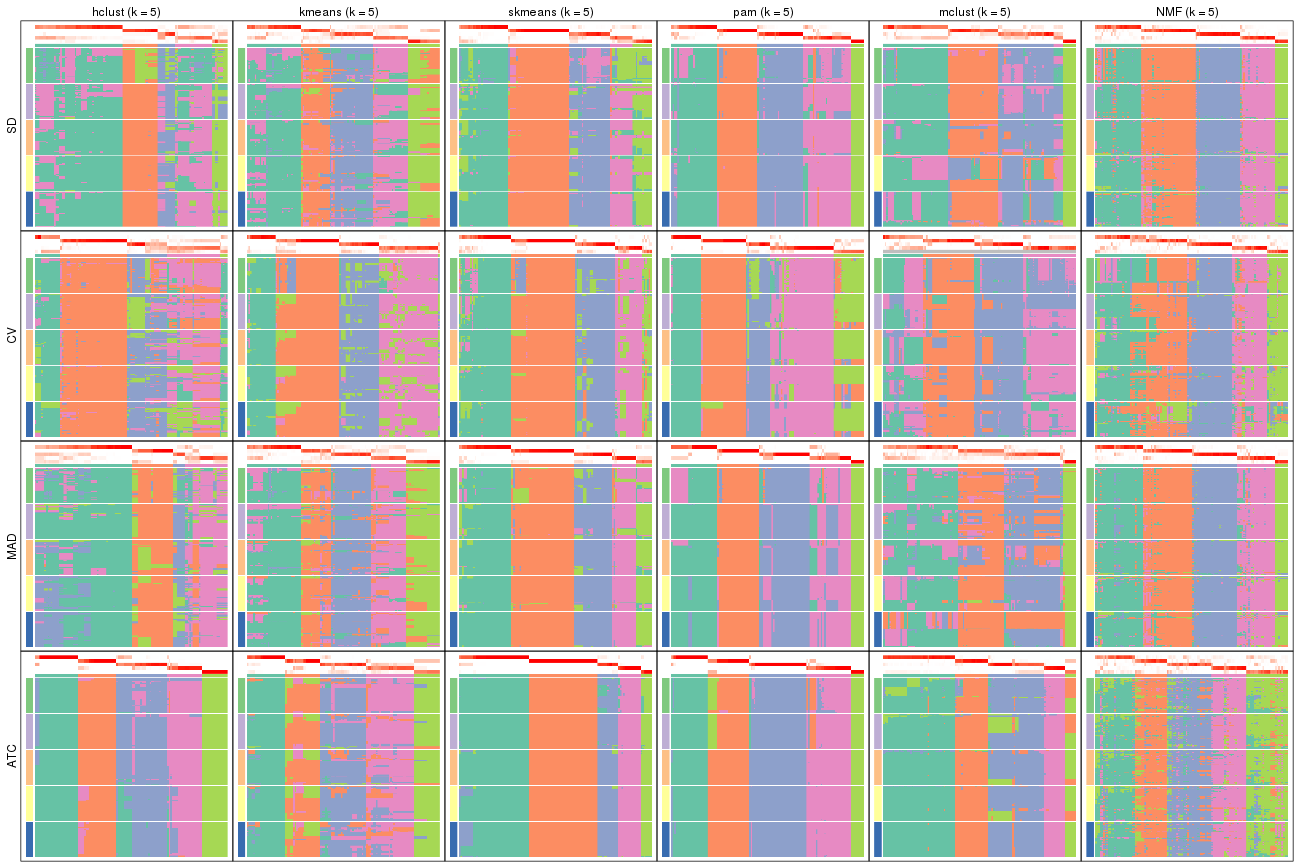 hclust (k = 5) kmeans (k = 5) skmeans (k = 5) pam (k = 5) mclust (k = 5) NMF (k = 5)
SD
CV
MAD
ATC